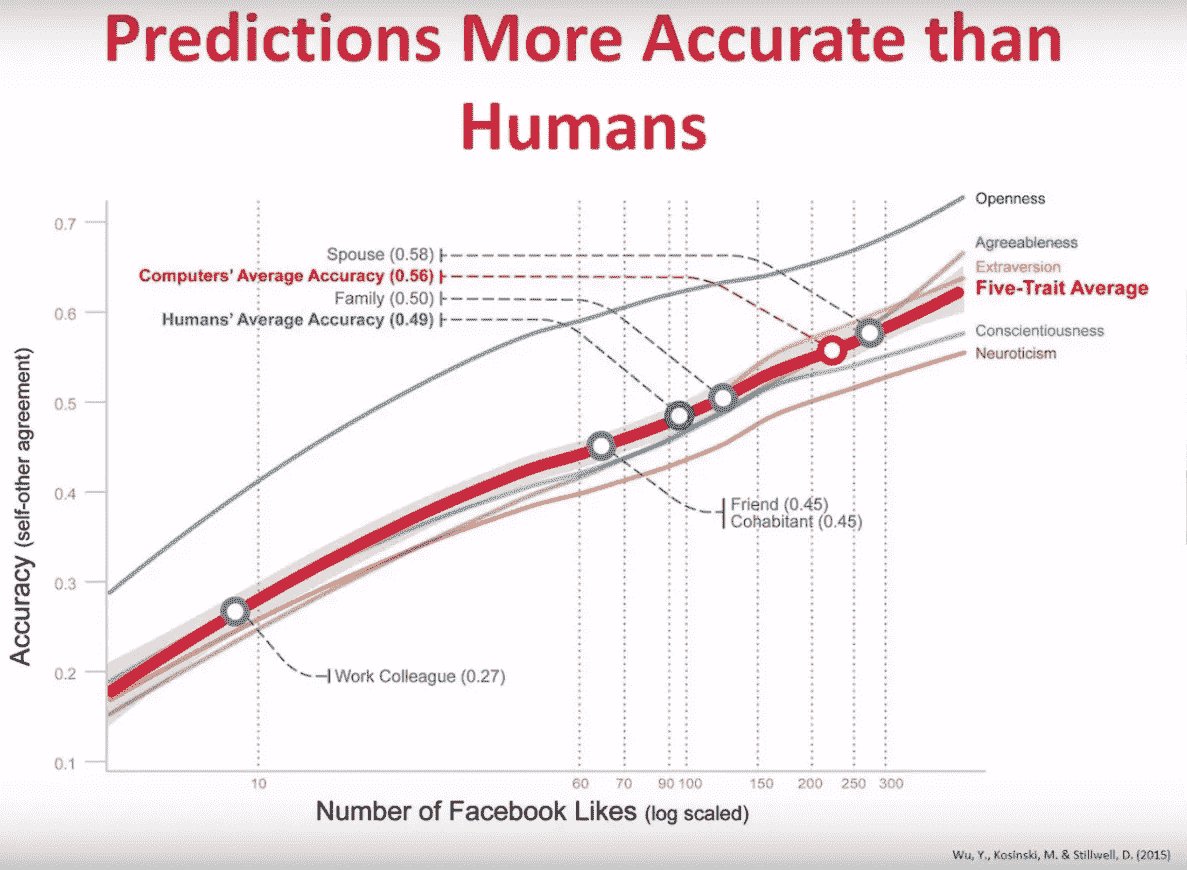 Predictions More Accurate than
Humans
0.7
0.6
0.5
0.4
0.3
0.2
0.1
Accuracy (self-other agreement)
Spouse (0.58)
Computers' Average Accuracy (0.56)
Family (0.50)
Humans' Average Accuracy (0.49)
Openness
Agreeableness
Extraversion
Five-Trait Average
Conscientiousness
Neuroticism
Friend (0.45)
Cohabitant (0.45)
Work Colleague (0.27)
10 60 70 90 100 150 200 250 300
Number of Facebook Likes (log scaled)
Wu, Y., Kosinski, M. & Stillwell, D. (2015)